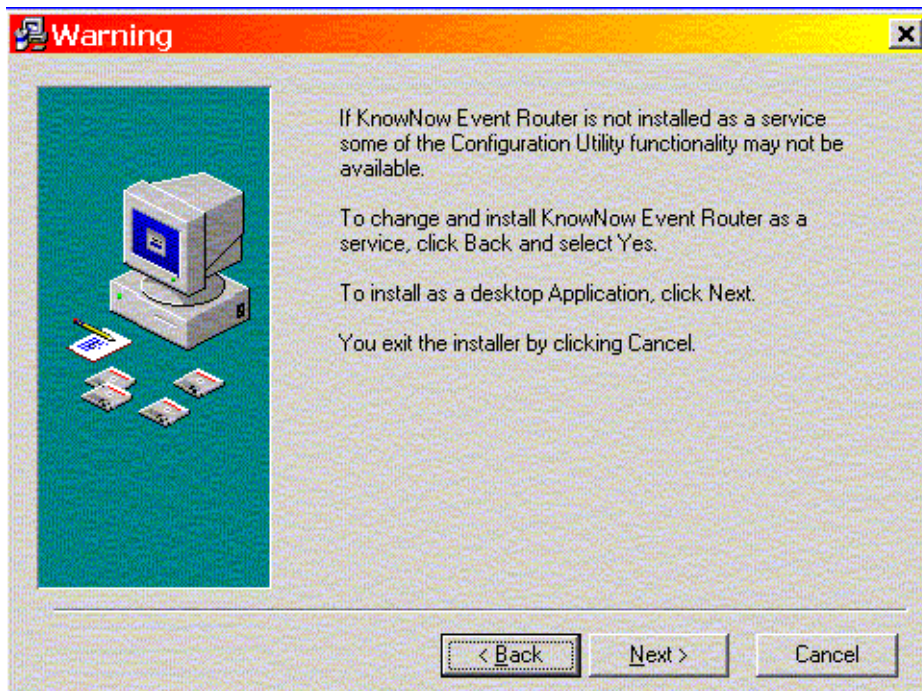 Warning
If KnowNow Event Router is not installed as a service
some of the Configuration Utility functionality may not be
available.
To change and install KnowNow Event Router as a
service, click Back and select Yes.
To install as a desktop Application, click Next.
You exit the installer by clicking Cancel.
< Back Next > Cancel